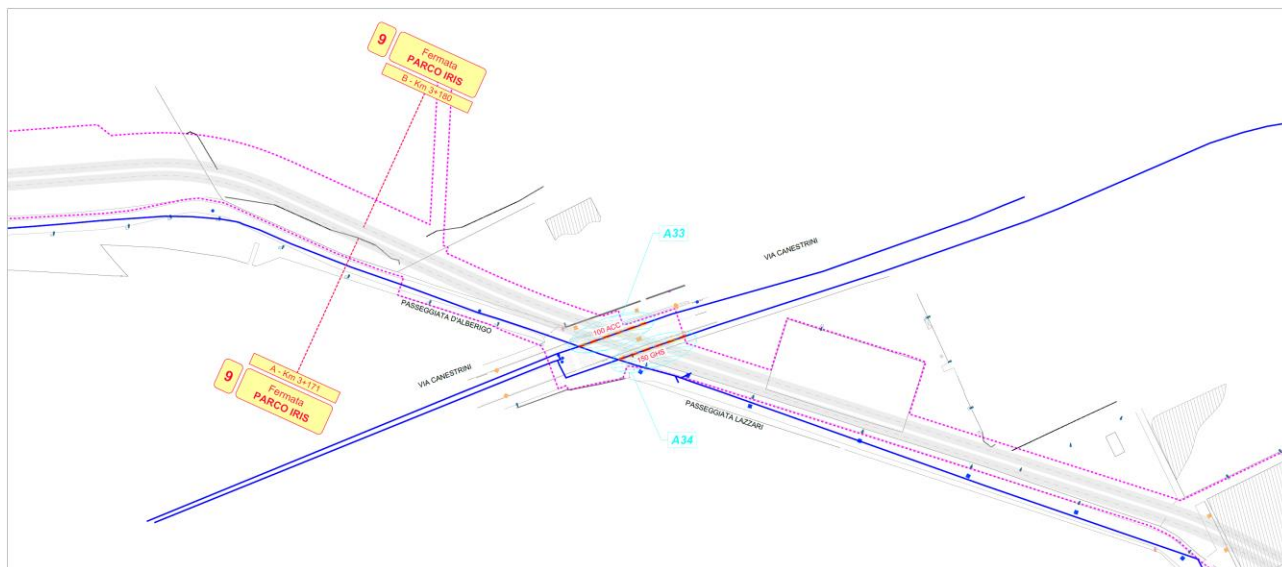 9
Fermata
PARCO IRIS
B - Km 3+180
A33
VIA CANESTRINI
PASSEGGIATA D'ALBERIGO
100 ACC
150 GHS
VIA CANESTRINI
A - Km 3+171
9
Fermata
PARCO IRIS
PASSEGGIATA LAZZARI
A34